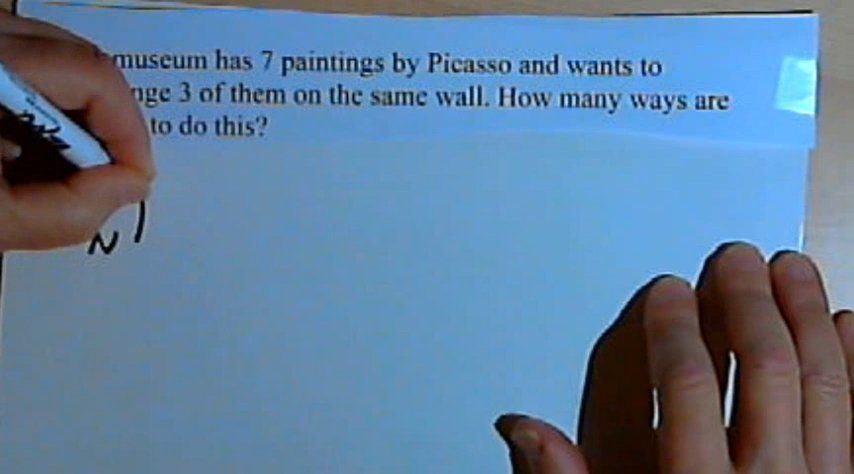 museum has 7 paintings by Picasso and wants to
nge 3 of them on the same wall. How many ways are
to do this?
N